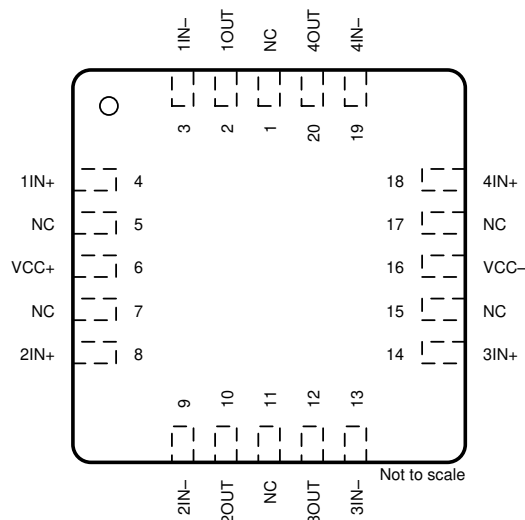 1IN–
1OUT
NC
4OUT
4IN–
3
2
1
20
19
1IN+ 4
NC 5
VCC+ 6
NC 7
2IN+ 8
18 4IN+
17 NC
16 VCC–
15 NC
14 3IN+
9
10
11
12
13
2IN–
2OUT
NC
3OUT
3IN–
Not to scale